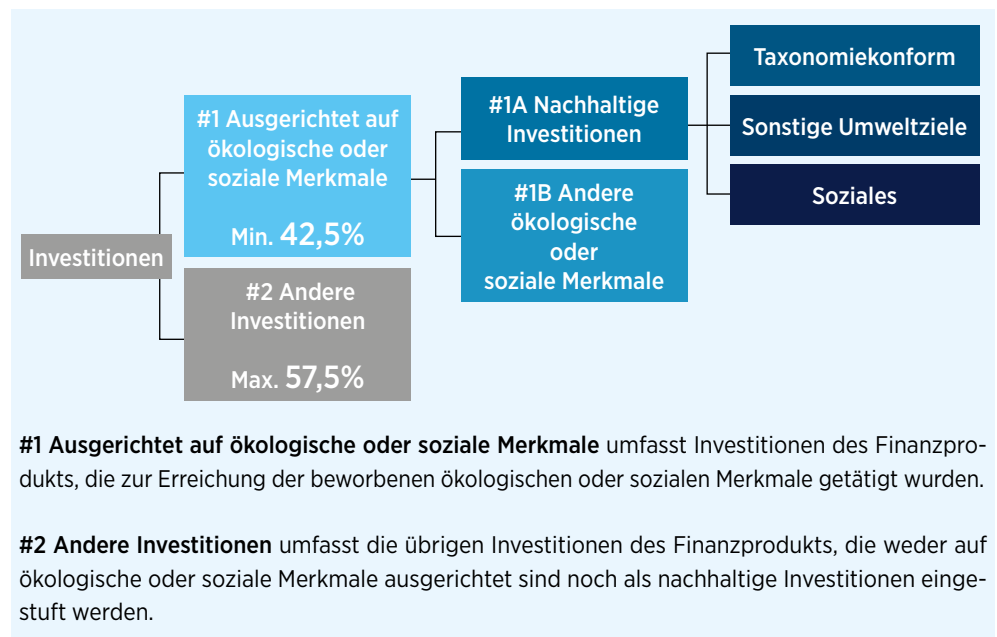 Investitionen
#1 Ausgerichtet auf
ökologische oder
soziale Merkmale
Min. 42,5%
#2 Andere
Investitionen
Max. 57,5%
#1A Nachhaltige
Investitionen
#1B Andere
ökologische
oder
soziale Merkmale
Taxonomiekonform
Sonstige Umweltziele
Soziales
#1 Ausgerichtet auf ökologische oder soziale Merkmale umfasst Investitionen des Finanzpro-
dukts, die zur Erreichung der beworbenen ökologischen oder sozialen Merkmale getätigt wurden.
#2 Andere Investitionen umfasst die übrigen Investitionen des Finanzprodukts, die weder auf
ökologische oder soziale Merkmale ausgerichtet sind noch als nachhaltige Investitionen einge-
stuft werden.